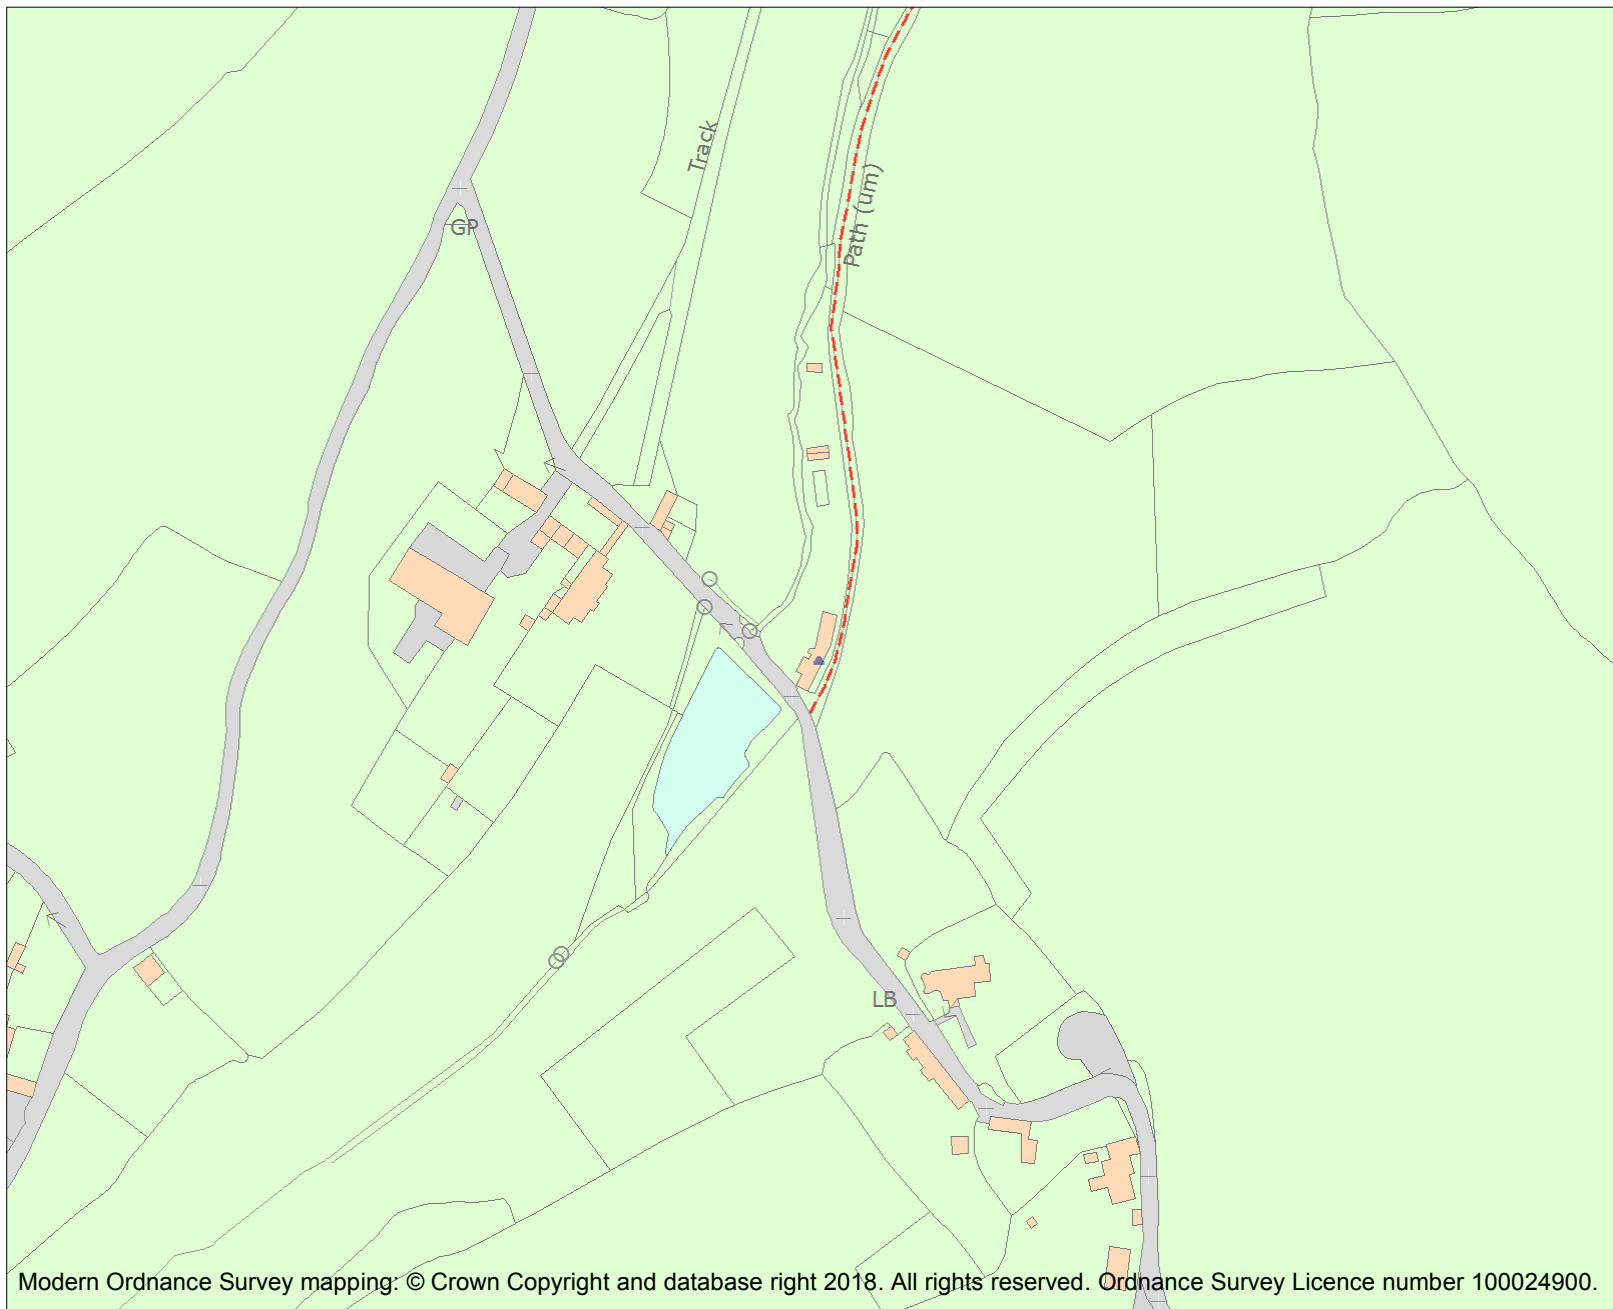 Track
Path (um)
GP
LB
Modern Ordnance Survey mapping: © Crown Copyright and database right 2018. All rights reserved. Ordnance Survey Licence number 100024900.